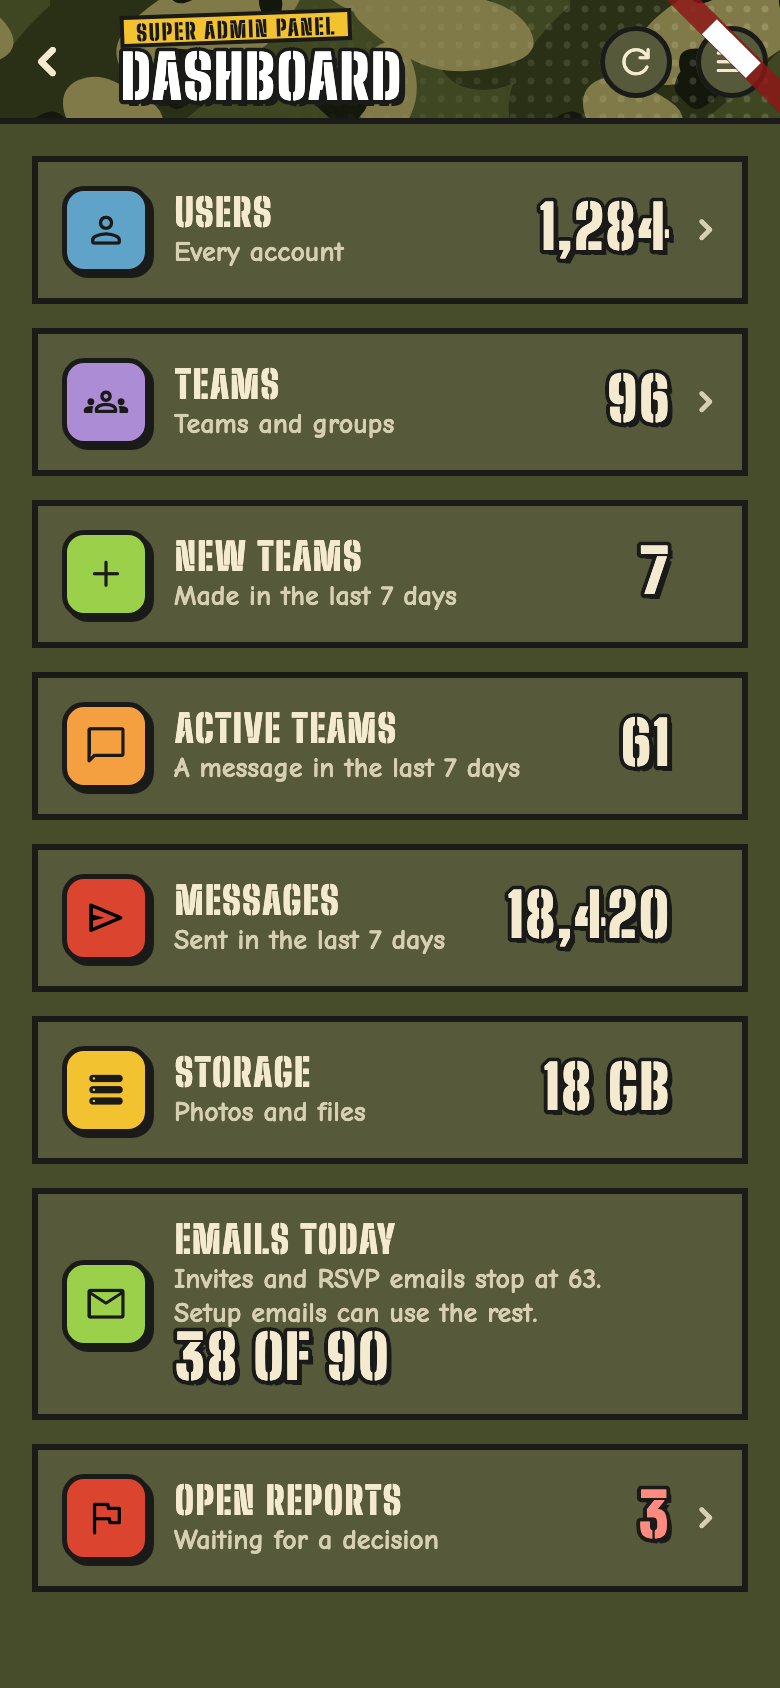 SUPER ADMIN PANEL
DASHBOARD
USERS
Every account
1,284
TEAMS
Teams and groups
96
NEW TEAMS
Made in the last 7 days
7
ACTIVE TEAMS
A message in the last 7 days
61
MESSAGES
Sent in the last 7 days
18,420
STORAGE
Photos and files
18 GB
EMAILS TODAY
Invites and RSVP emails stop at 63.
Setup emails can use the rest.
38 OF 90
OPEN REPORTS
Waiting for a decision
3